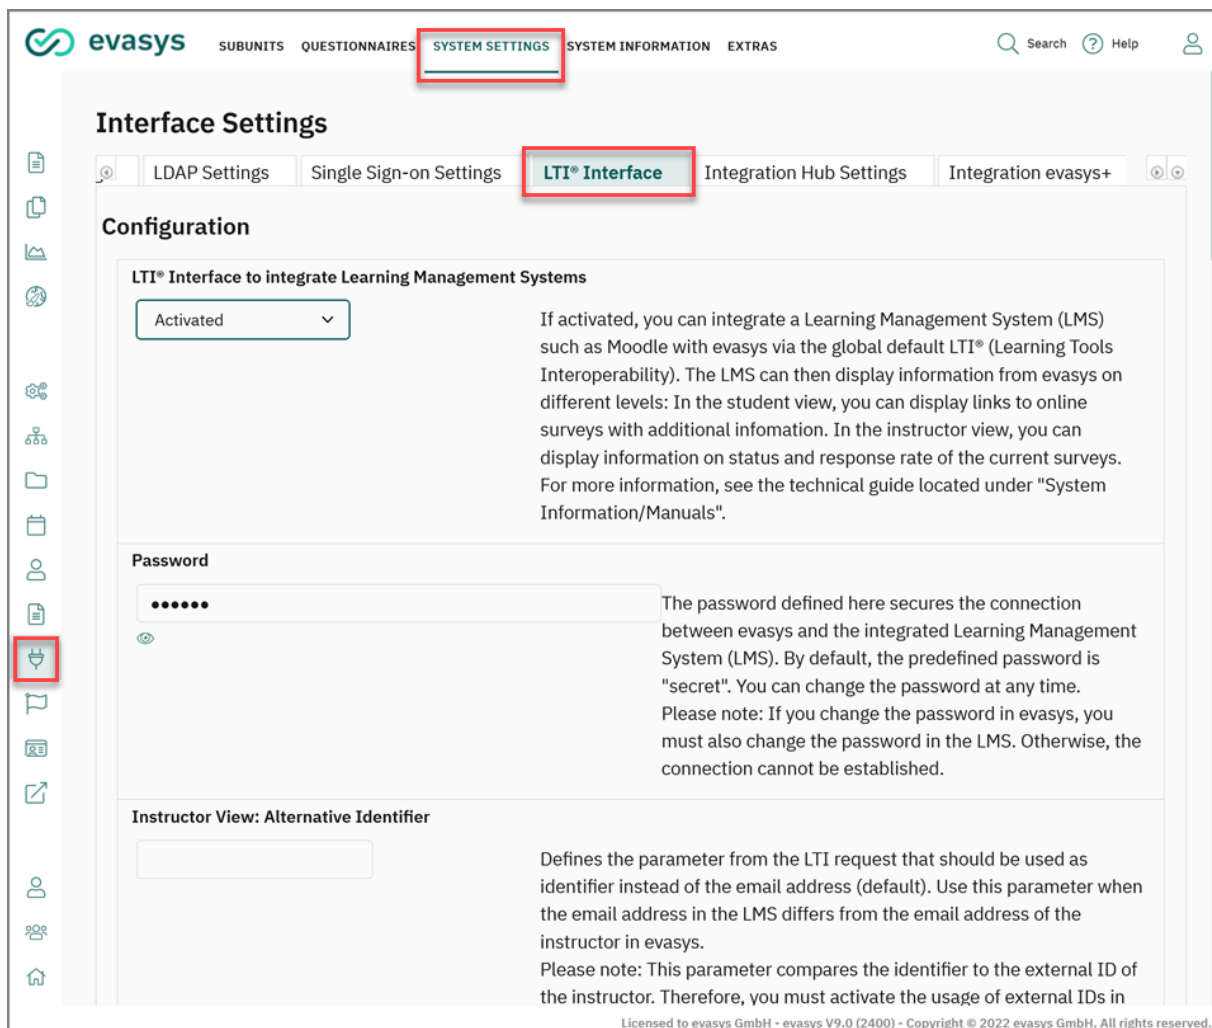 evasys SUBUNITS QUESTIONNAIRES SYSTEM SETTINGS SYSTEM INFORMATION EXTRAS Search ? Help
Interface Settings
LDAP Settings Single Sign-on Settings LTI® Interface Integration Hub Settings Integration evasys+
Configuration
LTI® Interface to integrate Learning Management Systems
Activated
If activated, you can integrate a Learning Management System (LMS)
such as Moodle with evasys via the global default LTI® (Learning Tools
Interoperability). The LMS can then display information from evasys on
different levels: In the student view, you can display links to online
surveys with additional infomation. In the instructor view, you can
display information on status and response rate of the current surveys.
For more information, see the technical guide located under "System
Information/Manuals".
Password
••••••
The password defined here secures the connection
between evasys and the integrated Learning Management
System (LMS). By default, the predefined password is
"secret". You can change the password at any time.
Please note: If you change the password in evasys, you
must also change the password in the LMS. Otherwise, the
connection cannot be established.
Instructor View: Alternative Identifier
Defines the parameter from the LTI request that should be used as
identifier instead of the email address (default). Use this parameter when
the email address in the LMS differs from the email address of the
instructor in evasys.
Please note: This parameter compares the identifier to the external ID of
the instructor. Therefore, you must activate the usage of external IDs in
Licensed to evasys GmbH - evasys V9.0 (2400) - Copyright © 2022 evasys GmbH. All rights reserved.